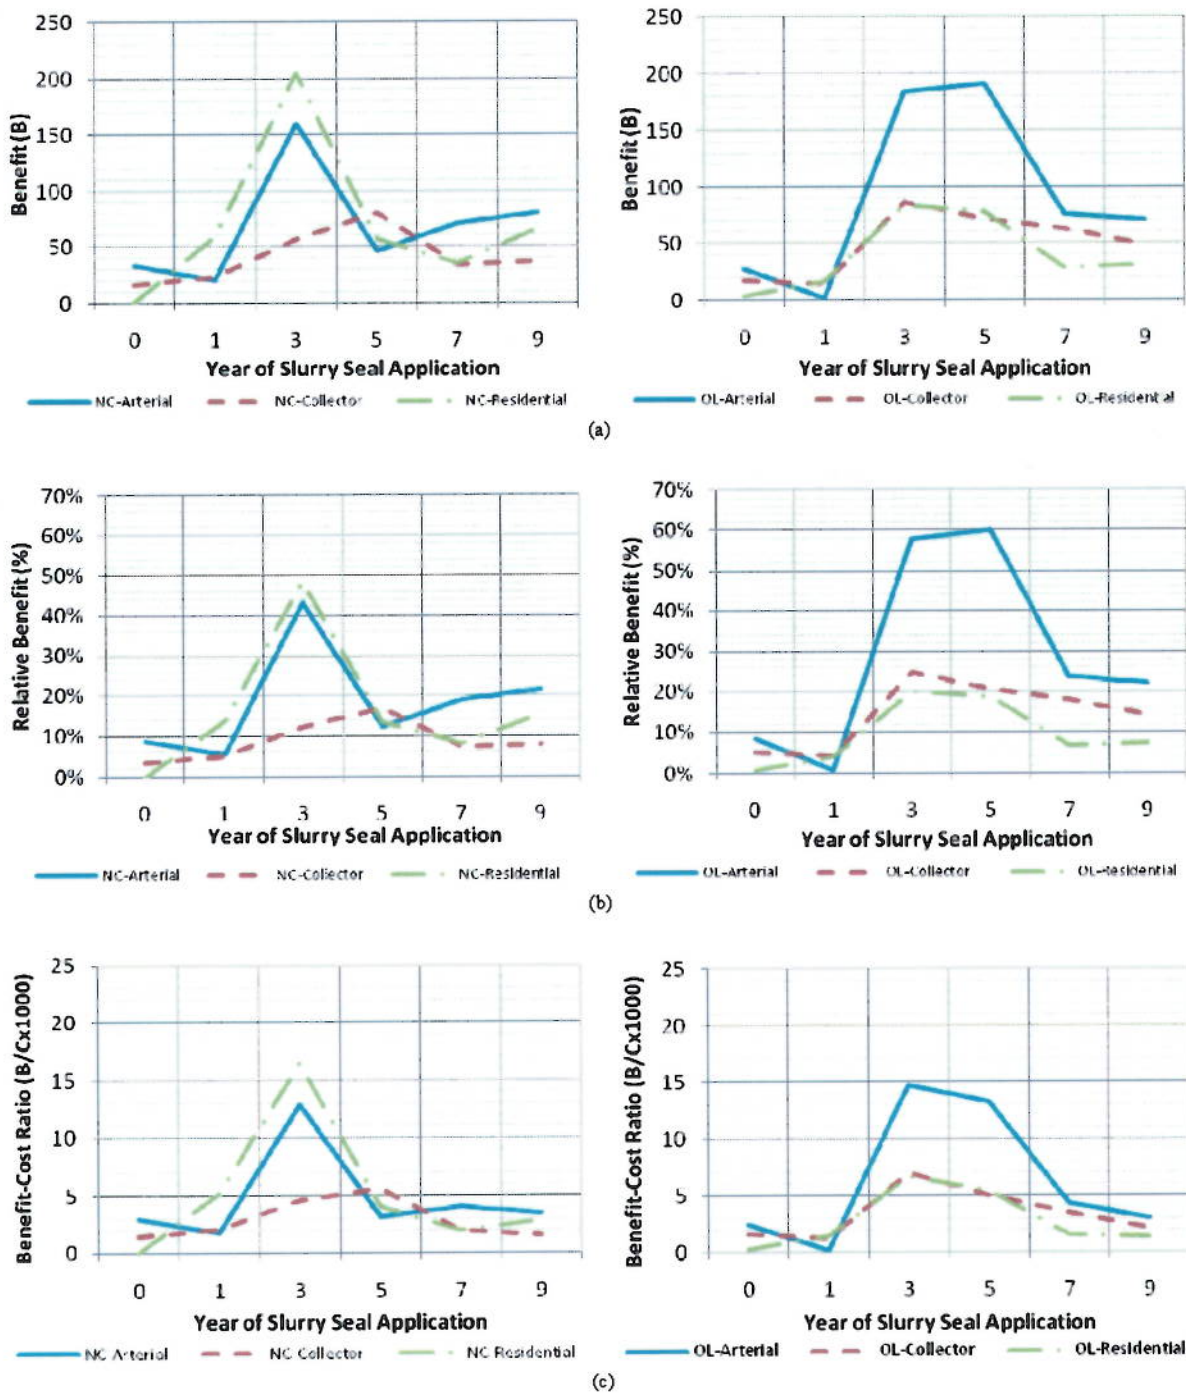 250
200
150
100
50
0
Benefit (B)
0 1 3 5 7 9
Year of Slurry Seal Application
NC-Arterial NC-Collector NC-Residential
250
200
150
100
50
0
Benefit (B)
0 1 3 5 7 9
Year of Slurry Seal Application
OL-Arterial OL-Collector OL-Residential
(a)
70%
60%
50%
40%
30%
20%
10%
0%
Relative Benefit (%)
0 1 3 5 7 9
Year of Slurry Seal Application
NC-Arterial NC-Collector NC-Residential
70%
60%
50%
40%
30%
20%
10%
0%
Relative Benefit (%)
0 1 3 5 7 9
Year of Slurry Seal Application
OL-Arterial OL-Collector OL-Residential
(b)
25
20
15
10
5
0
Benefit-Cost Ratio (B/Cx1000)
0 1 3 5 7 9
Year of Slurry Seal Application
NC-Arterial NC-Collector NC-Residential
25
20
15
10
5
0
Benefit-Cost Ratio (B/Cx1000)
0 1 3 5 7 9
Year of Slurry Seal Application
OL-Arterial OL-Collector OL-Residential
(c)